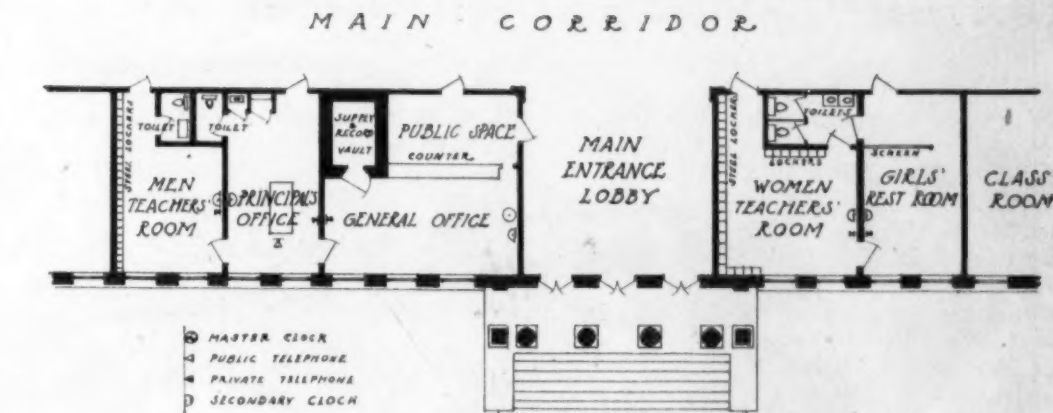 MAIN CORRIDOR
STEEL LOCKERS
TOILET
TOILET
MEN
TEACHERS'
ROOM
PRINCIPAL'S
OFFICE
SUPPLY
&
RECORD
VAULT
PUBLIC SPACE
COUNTER
GENERAL OFFICE
MAIN
ENTRANCE
LOBBY
STEEL LOCKERS
TOILETS
LOCKERS
WOMEN
TEACHERS'
ROOM
SCREEN
GIRLS'
REST ROOM
CLASS
ROOM
MASTER CLOCK
PUBLIC TELEPHONE
PRIVATE TELEPHONE
SECONDARY CLOCK